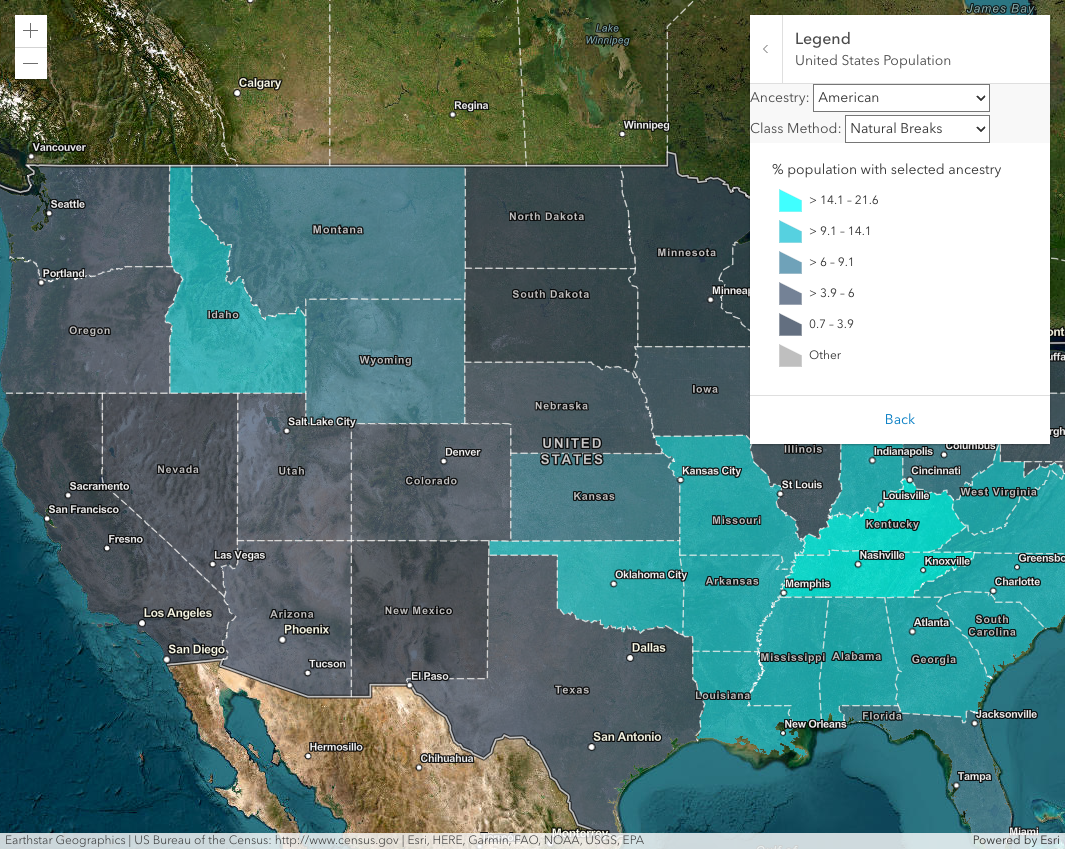 James Bay
Lake
Winnipeg
Calgary
Regina
Winnipeg
Vancouver
Seattle
Montana
North Dakota
Minnesota
Portland
Idaho
South Dakota
Oregon
Wyoming
Iowa
Nebraska
Salt Lake City
UNITED
STATES
Denver
Nevada
Utah
Colorado
Kansas
Kansas City
Illinois
Indianapolis
Columbus
Cincinnati
Sacramento
San Francisco
St Louis
Louisville
West Virginia
Missouri
Kentucky
Fresno
Las Vegas
Nashville
Knoxville
Oklahoma City
Arkansas
Memphis
Charlotte
Los Angeles
Arizona
New Mexico
Phoenix
Atlanta
South
Carolina
San Diego
Dallas
Mississippi
Alabama
Georgia
Tucson
El Paso
Texas
Louisiana
New Orleans
Florida
Jacksonville
Hermosillo
Chihuahua
San Antonio
Tampa
Miami
Monterrey
Legend
United States Population
Ancestry: American
Class Method: Natural Breaks
% population with selected ancestry
> 14.1 – 21.6
> 9.1 – 14.1
> 6 – 9.1
> 3.9 – 6
0.7 – 3.9
Other
Back
Earthstar Geographics | US Bureau of the Census: http://www.census.gov | Esri, HERE, Garmin, FAO, NOAA, USGS, EPA
Powered by Esri